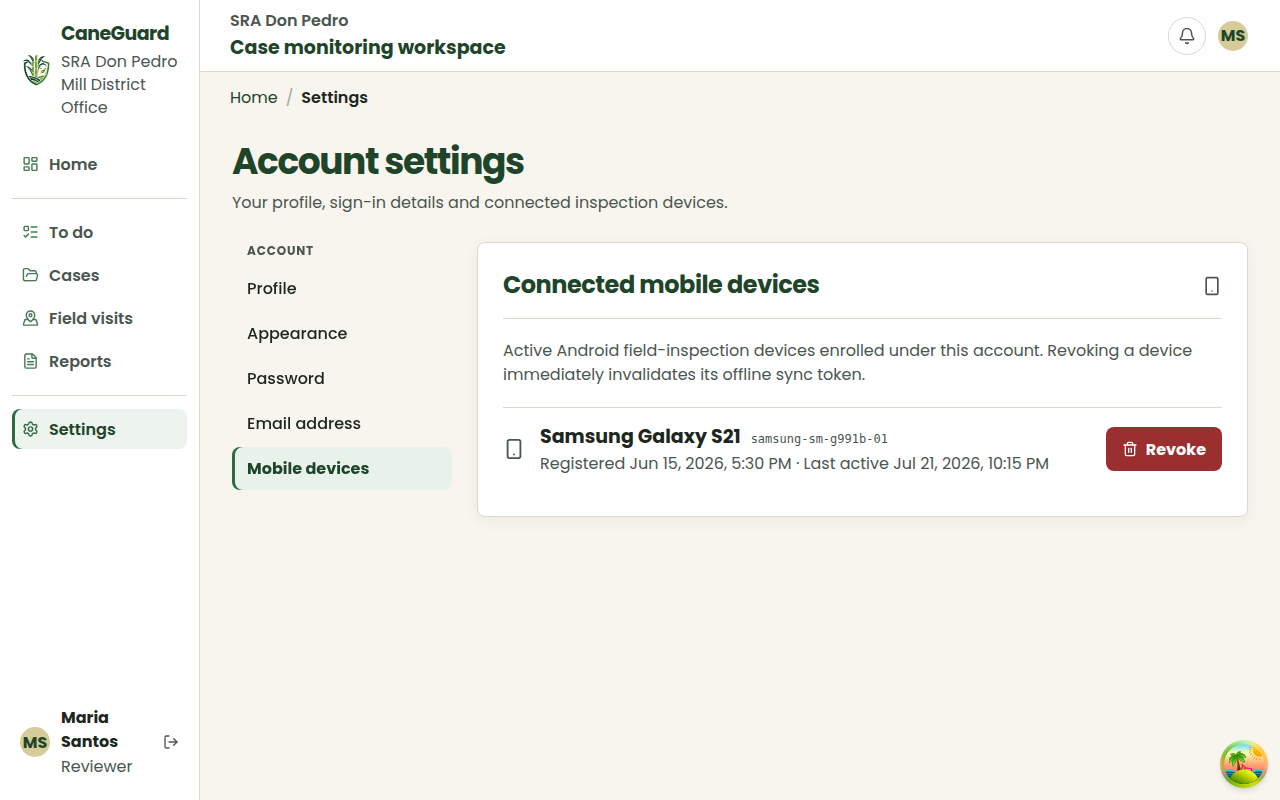 CaneGuard
SRA Don Pedro
Mill District
Office
Home
To do
Cases
Field visits
Reports
Settings
MS
Maria
Santos
Reviewer
SRA Don Pedro
Case monitoring workspace
MS
Home / Settings
Account settings
Your profile, sign-in details and connected inspection devices.
ACCOUNT
Profile
Appearance
Password
Email address
Mobile devices
Connected mobile devices
Active Android field-inspection devices enrolled under this account. Revoking a device
immediately invalidates its offline sync token.
Samsung Galaxy S21 samsung-sm-g991b-01
Registered Jun 15, 2026, 5:30 PM · Last active Jul 21, 2026, 10:15 PM
Revoke